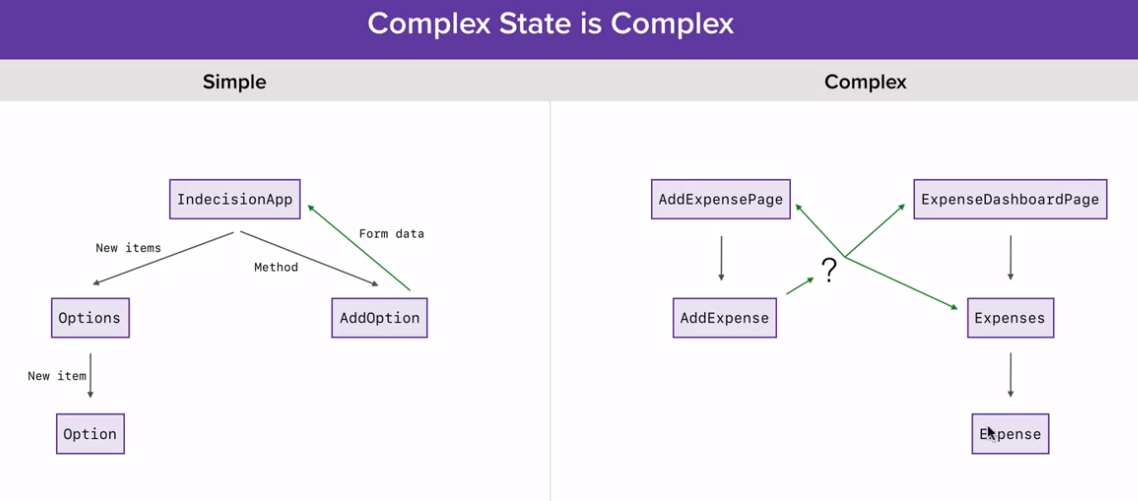 Complex State is Complex
Simple
Complex
IndecisionApp
New items
Method
Form data
Options
AddOption
New item
Option
AddExpensePage
ExpenseDashboardPage
?
AddExpense
Expenses
Expense